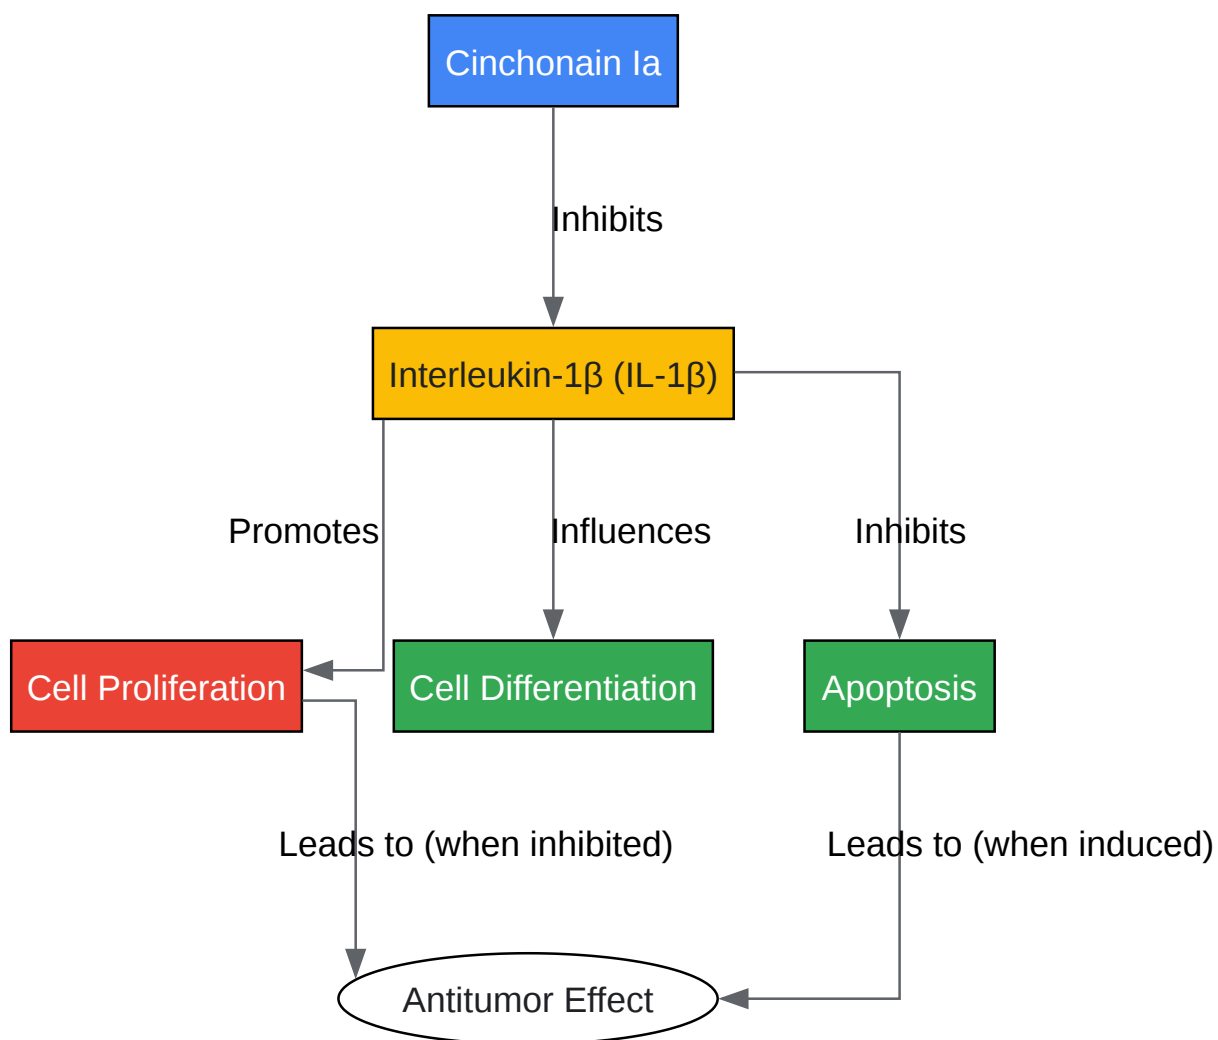 Cinchonain Ia
Inhibits
Interleukin-1β (IL-1β)
Promotes
Influences
Inhibits
Cell Proliferation
Cell Differentiation
Apoptosis
Leads to (when inhibited)
Leads to (when induced)
Antitumor Effect